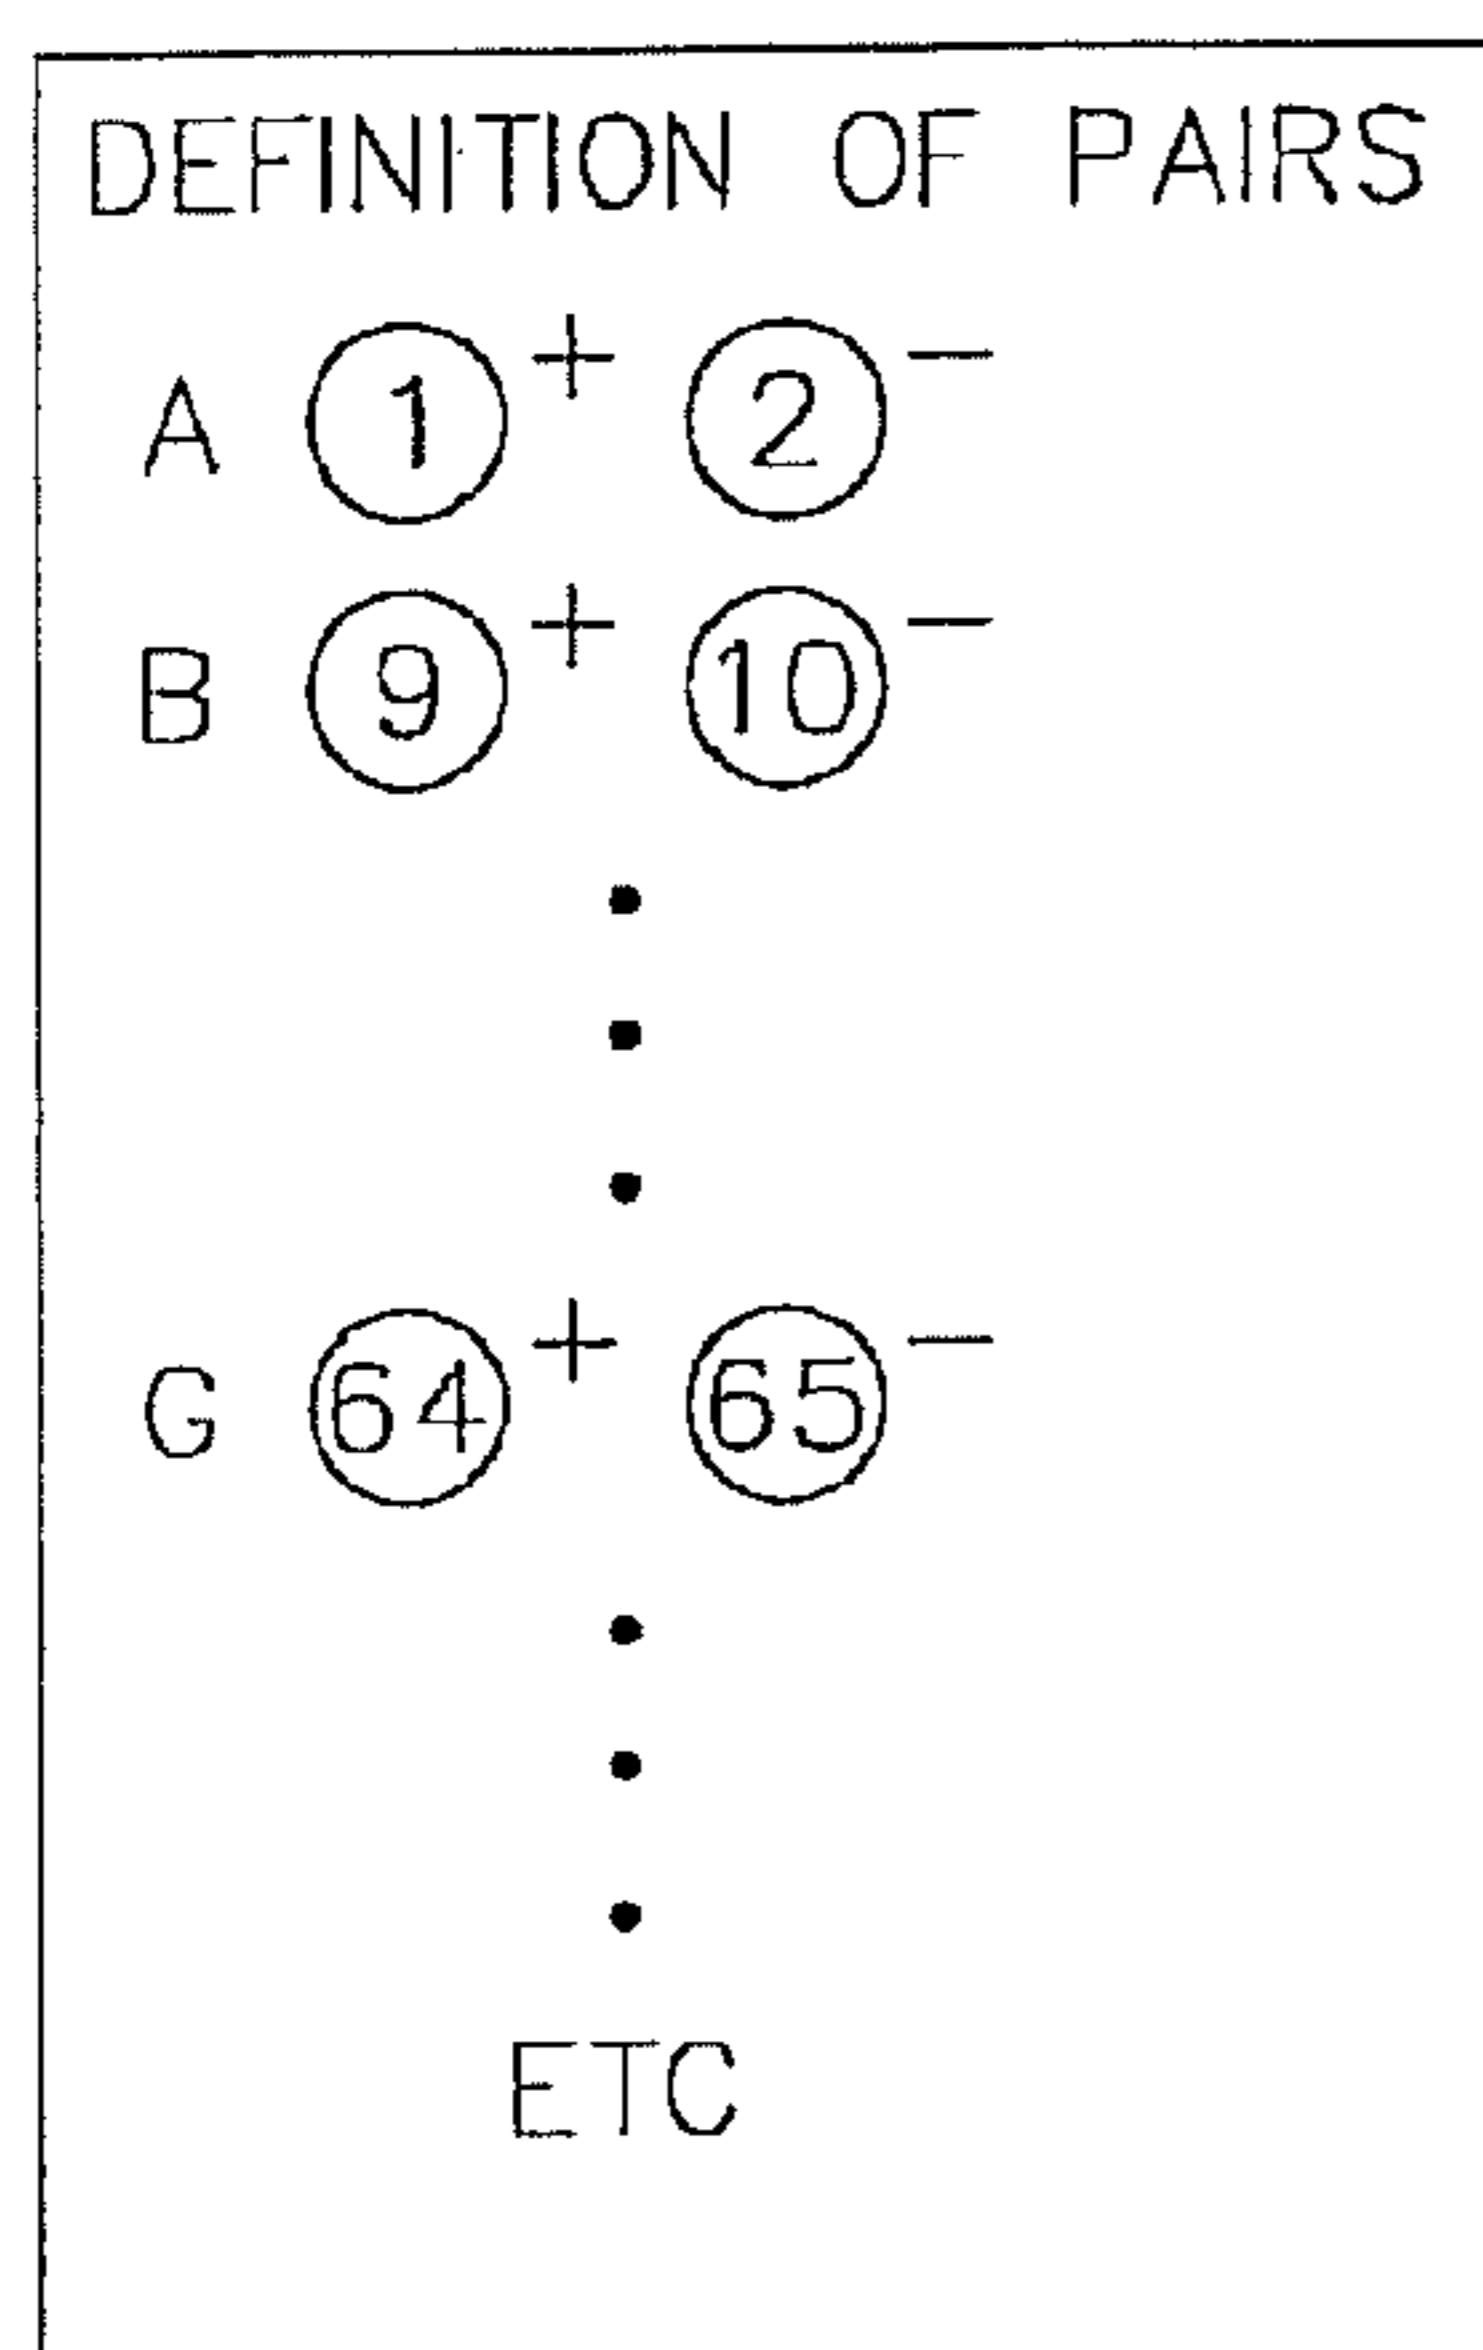 DEFINITION OF PAIRS
A 1 + 2 -
B 9 + 10 -
G 64 + 65 -
ETC